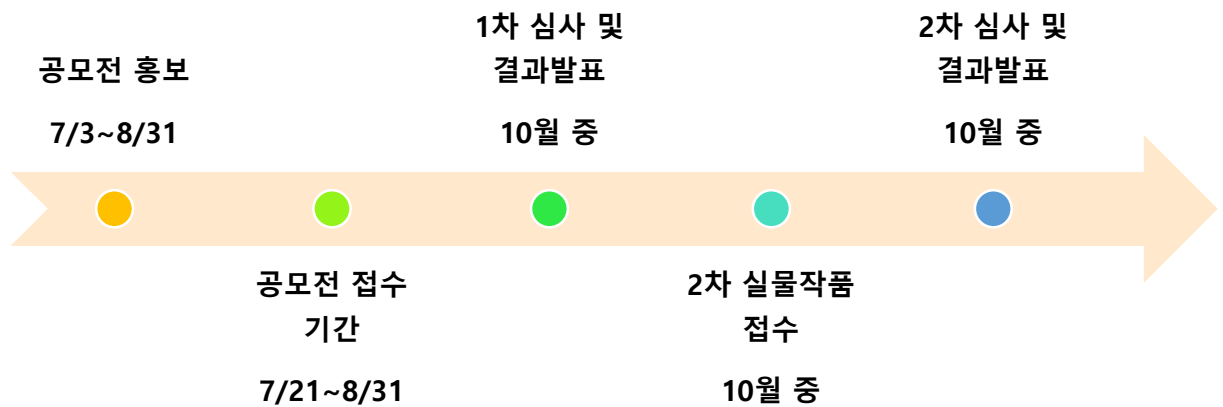 공모전 홍보
7/3~8/31
공모전 접수
기간
7/21~8/31
1차 심사 및
결과발표
10월 중
2차 실물작품
접수
10월 중
2차 심사 및
결과발표
10월 중